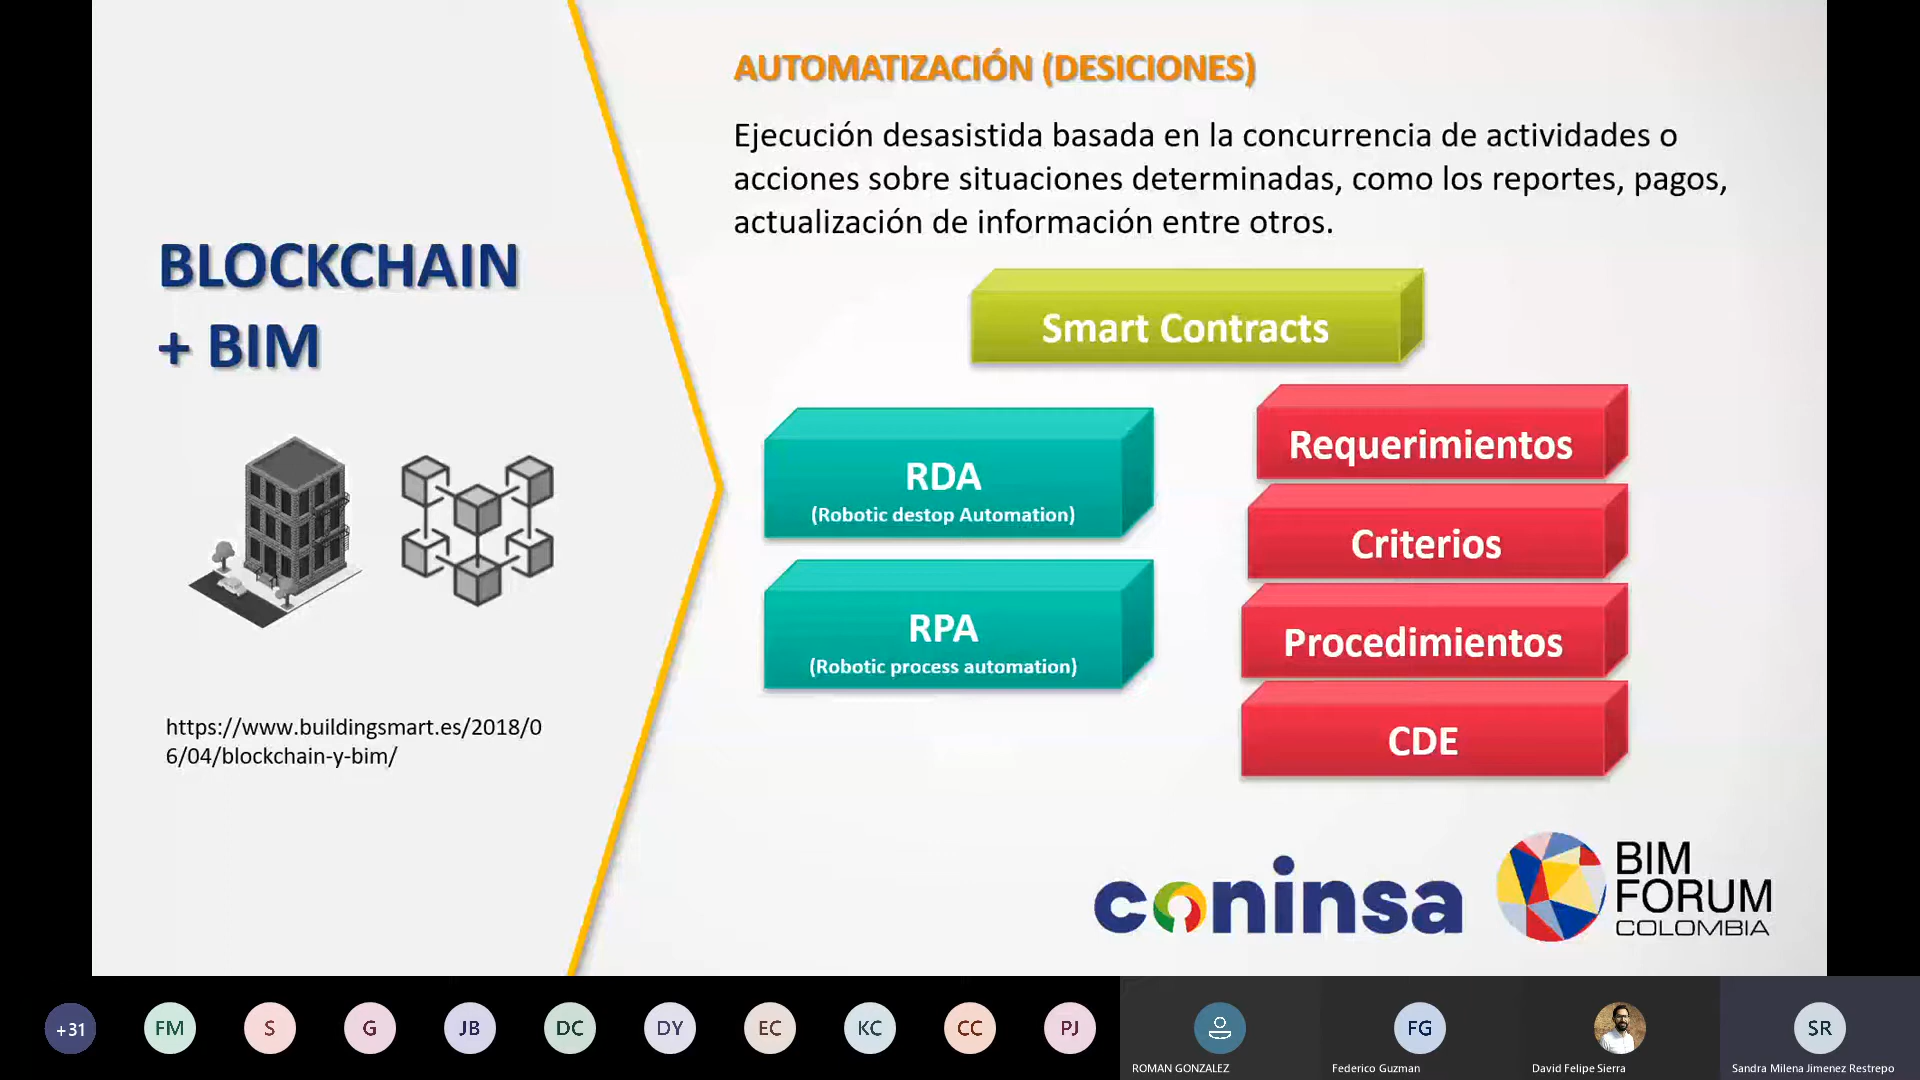 BLOCKCHAIN
+ BIM
https://www.buildingsmart.es/2018/0
6/04/blockchain-y-bim/
AUTOMATIZACIÓN (DESICIONES)
Ejecución desasistida basada en la concurrencia de actividades o
acciones sobre situaciones determinadas, como los reportes, pagos,
actualización de información entre otros.
Smart Contracts
RDA
(Robotic destop Automation)
RPA
(Robotic process automation)
Requerimientos
Criterios
Procedimientos
CDE
coninsa
BIM
FORUM
COLOMBIA
+31
FM
S
G
JB
DC
DY
EC
KC
CC
PJ
ROMAN GONZALEZ
FG
Federico Guzman
David Felipe Sierra
SR
Sandra Milena Jimenez Restrepo